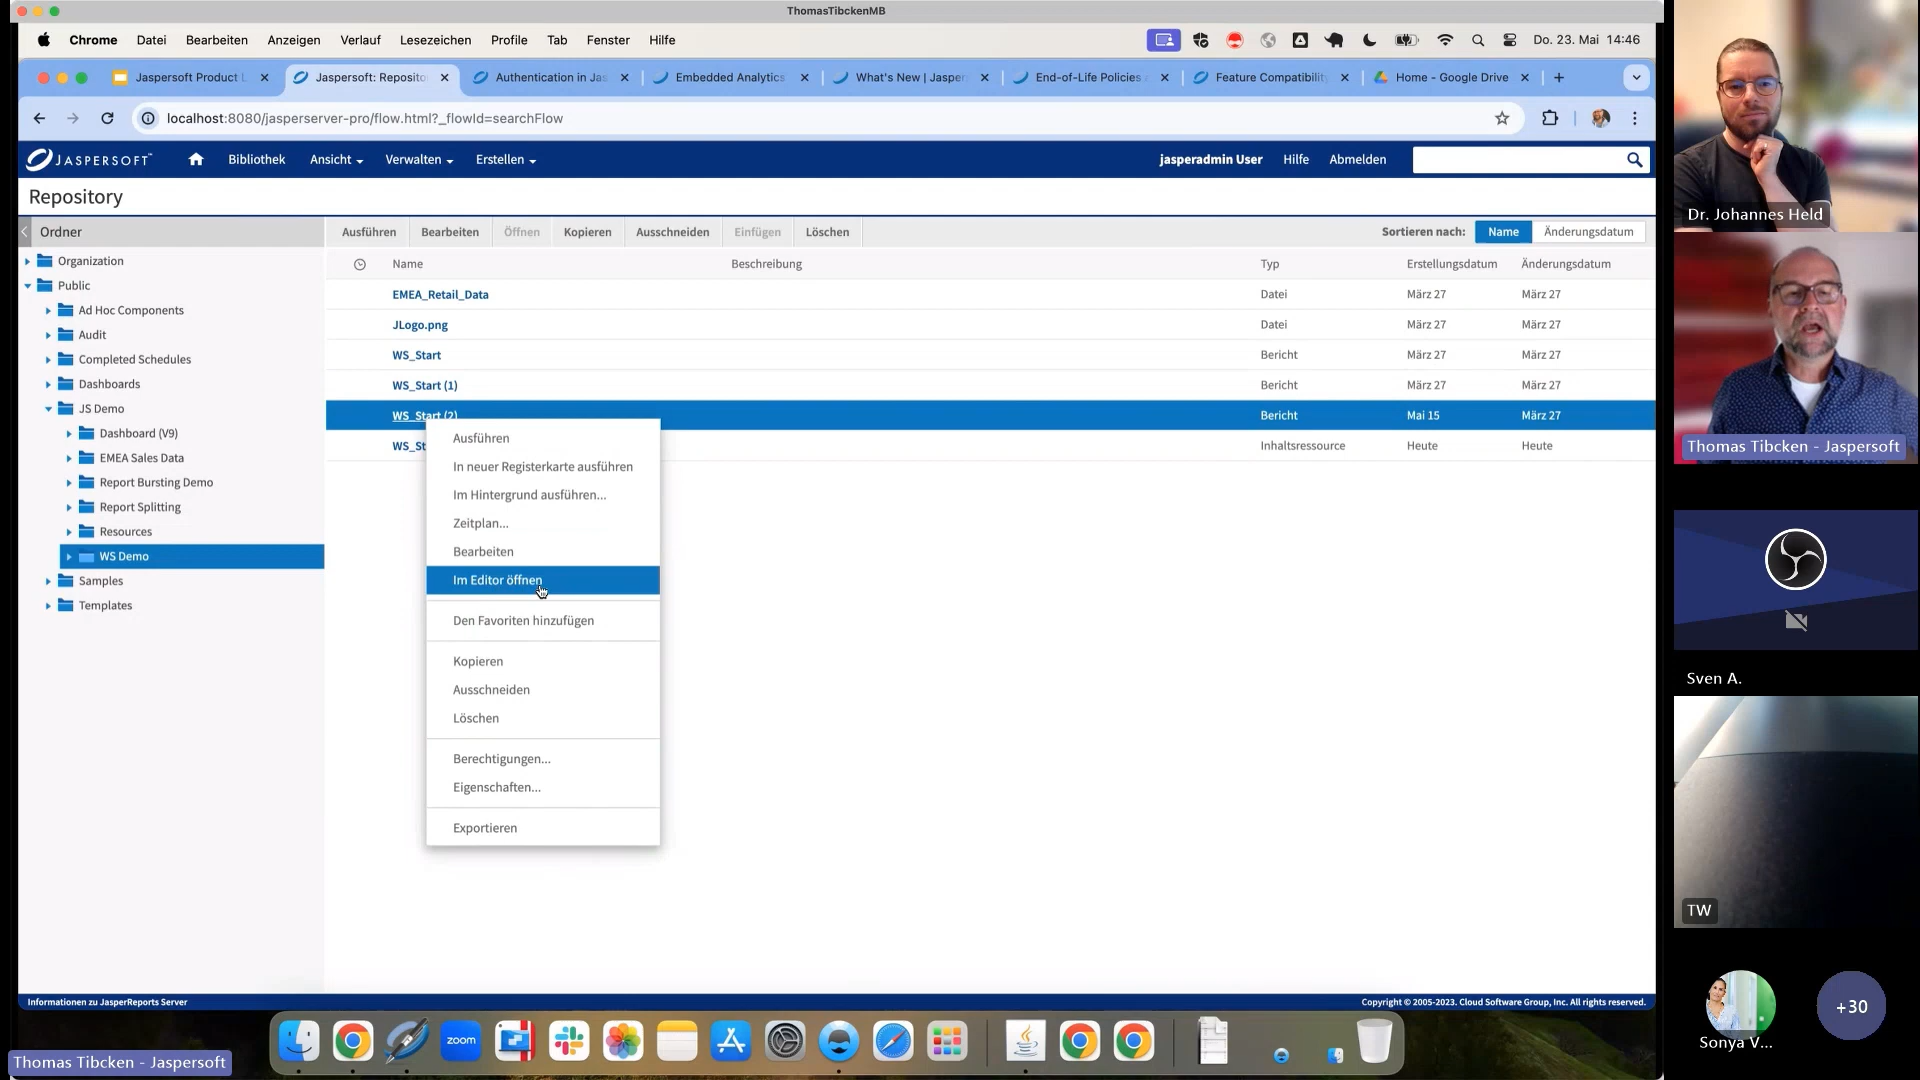 ThomasTibckenMB
Chrome Datei Bearbeiten Anzeigen Verlauf Lesezeichen Profile Tab Fenster Hilfe Do. 23. Mai 14:46
Jaspersoft Product L Jaspersoft: Reposito Authentication in Jas Embedded Analytics What's New | Jasper End-of-Life Policies Feature Compatibility Home - Google Drive
localhost:8080/jasperserver-pro/flow.html?_flowId=searchFlow
JASPERSOFT Bibliothek Ansicht Verwalten Erstellen jasperadmin User Hilfe Abmelden
Repository
Ordner
Organization
Public
Ad Hoc Components
Audit
Completed Schedules
Dashboards
JS Demo
Dashboard (V9)
EMEA Sales Data
Report Bursting Demo
Report Splitting
Resources
WS Demo
Samples
Templates
Ausführen Bearbeiten Öffnen Kopieren Ausschneiden Einfügen Löschen Sortieren nach: Name Änderungsdatum
Name Beschreibung Typ Erstellungsdatum Änderungsdatum
EMEA_Retail_Data Datei März 27 März 27
JLogo.png Datei März 27 März 27
WS_Start Bericht März 27 März 27
WS_Start (1) Bericht März 27 März 27
WS_Start (2) Bericht Mai 15 März 27
WS_St Inhaltsressource Heute Heute
Ausführen
In neuer Registerkarte ausführen
Im Hintergrund ausführen...
Zeitplan...
Bearbeiten
Im Editor öffnen
Den Favoriten hinzufügen
Kopieren
Ausschneiden
Löschen
Berechtigungen...
Eigenschaften...
Exportieren
Informationen zu JasperReports Server Copyright © 2005-2023. Cloud Software Group, Inc. All rights reserved.
zoom
Thomas Tibcken - Jaspersoft
Dr. Johannes Held
Thomas Tibcken - Jaspersoft
Sven A.
TW
Sonya V...
+30